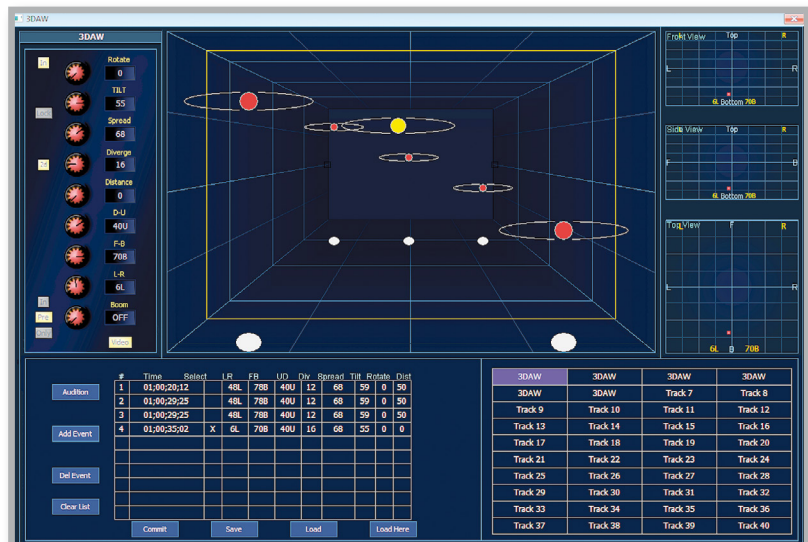 3DAW
3DAW
In
Rotate
0
TILT
55
Lock
Spread
68
Diverge
16
Distance
0
D-U
40U
F-B
70B
L-R
6L
In
Pre
Boom
OFF
Video
Front View Top R
L R
6L Bottom 70B
Side View Top
F B
6L Bottom 70B
Top View F R
L
L R
6L B 70B
# Time Select LR FB UD Div Spread Tilt Rotate Dist
1 01;00;20;12 48L 78B 40U 12 68 59 0 50
2 01;00;29;25 48L 78B 40U 12 68 59 0 50
3 01;00;29;25 48L 78B 40U 12 68 59 0 50
4 01;00;35;02 X 6L 70B 40U 16 68 55 0 0
Audition
Add Event
Del Event
Clear List
Commit Save Load Load Here
3DAW 3DAW 3DAW 3DAW
3DAW 3DAW Track 7 Track 8
Track 9 Track 10 Track 11 Track 12
Track 13 Track 14 Track 15 Track 16
Track 17 Track 18 Track 19 Track 20
Track 21 Track 22 Track 23 Track 24
Track 25 Track 26 Track 27 Track 28
Track 29 Track 30 Track 31 Track 32
Track 33 Track 34 Track 35 Track 36
Track 37 Track 38 Track 39 Track 40